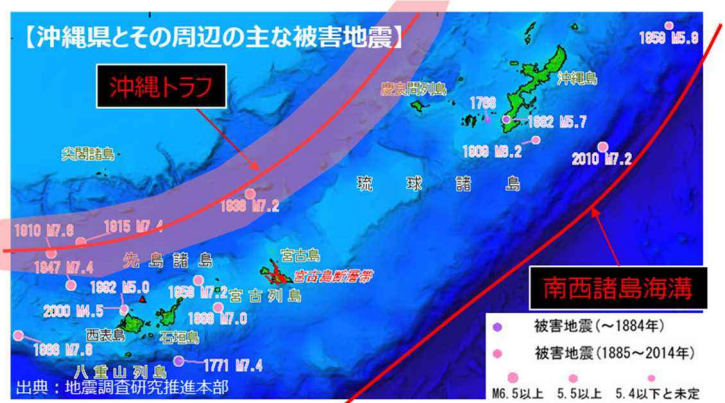 【沖縄県とその周辺の主な被害地震】
1959 M5.9
沖縄トラフ
慶良間列島
沖縄島
1768
1882 M5.7
1909 M6.2
2010 M7.2
尖閣諸島
琉球諸島
1938 M7.2
1910 M7.6
1915 M7.4
1947 M7.4
先島諸島
宮古島
宮古島断層帯
1992 M5.0
1958 M7.2
宮古列島
南西諸島海溝
2000 M4.5
1898 M7.0
西表島
石垣島
1966 M7.8
1771 M7.4
八重山列島
被害地震(～1884年)
被害地震(1885～2014年)
M6.5以上 5.5以上 5.4以下と未定
出典：地震調査研究推進本部